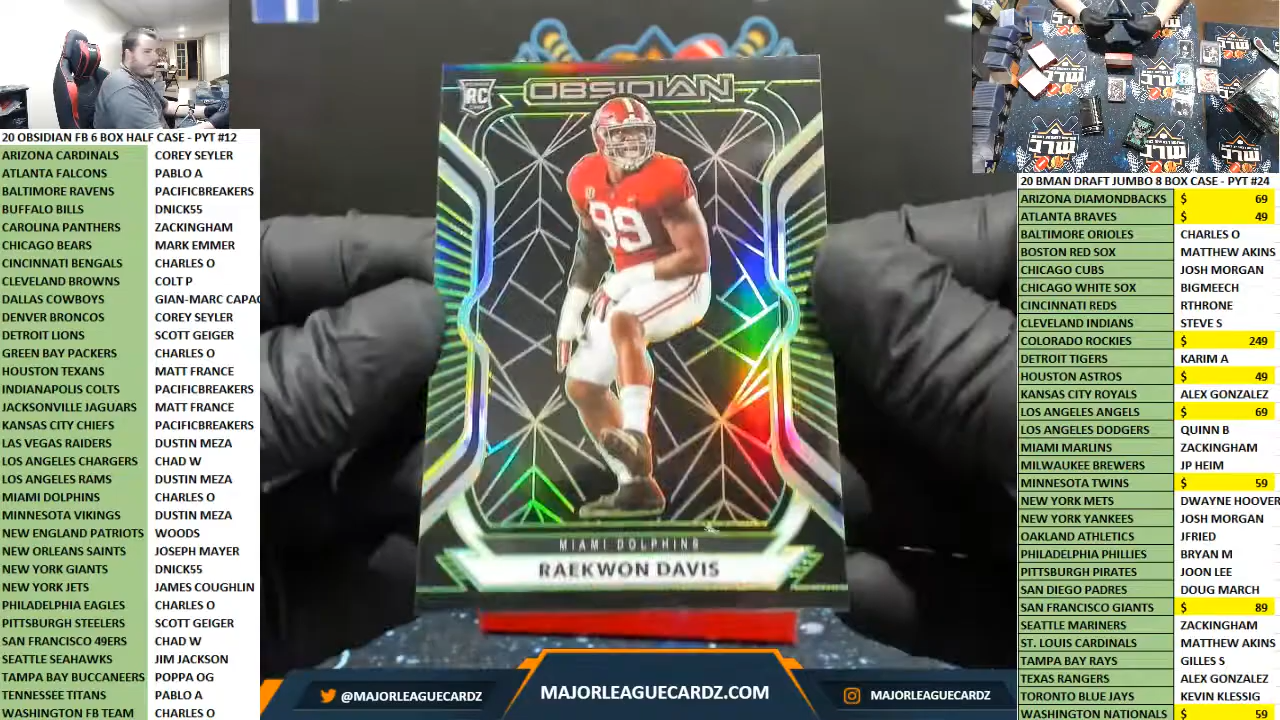 20 OBSIDIAN FB 6 BOX HALF CASE - PYT #12
ARIZONA CARDINALS COREY SEYLER
ATLANTA FALCONS PABLO A
BALTIMORE RAVENS PACIFICBREAKERS
BUFFALO BILLS DNICK55
CAROLINA PANTHERS ZACKINGHAM
CHICAGO BEARS MARK EMMER
CINCINNATI BENGALS CHARLES O
CLEVELAND BROWNS COLT P
DALLAS COWBOYS GIAN-MARC CAPAC
DENVER BRONCOS COREY SEYLER
DETROIT LIONS SCOTT GEIGER
GREEN BAY PACKERS CHARLES O
HOUSTON TEXANS MATT FRANCE
INDIANAPOLIS COLTS PACIFICBREAKERS
JACKSONVILLE JAGUARS MATT FRANCE
KANSAS CITY CHIEFS PACIFICBREAKERS
LAS VEGAS RAIDERS DUSTIN MEZA
LOS ANGELES CHARGERS CHAD W
LOS ANGELES RAMS DUSTIN MEZA
MIAMI DOLPHINS CHARLES O
MINNESOTA VIKINGS DUSTIN MEZA
NEW ENGLAND PATRIOTS WOODS
NEW ORLEANS SAINTS JOSEPH MAYER
NEW YORK GIANTS DNICK55
NEW YORK JETS JAMES COUGHLIN
PHILADELPHIA EAGLES CHARLES O
PITTSBURGH STEELERS SCOTT GEIGER
SAN FRANCISCO 49ERS CHAD W
SEATTLE SEAHAWKS JIM JACKSON
TAMPA BAY BUCCANEERS POPPA OG
TENNESSEE TITANS PABLO A
WASHINGTON FB TEAM CHARLES O
RC
OBSIDIAN
99
MIAMI DOLPHINS
RAEKWON DAVIS
@MAJORLEAGUECARDZ
MAJORLEAGUECARDZ.COM
MAJORLEAGUECARDZ
MLC
MLC
MLC
MLC
20 BMAN DRAFT JUMBO 8 BOX CASE - PYT #24
ARIZONA DIAMONDBACKS $ 69
ATLANTA BRAVES $ 49
BALTIMORE ORIOLES CHARLES O
BOSTON RED SOX MATTHEW AKINS
CHICAGO CUBS JOSH MORGAN
CHICAGO WHITE SOX BIGMEECH
CINCINNATI REDS RTHRONE
CLEVELAND INDIANS STEVE S
COLORADO ROCKIES $ 249
DETROIT TIGERS KARIM A
HOUSTON ASTROS $ 49
KANSAS CITY ROYALS ALEX GONZALEZ
LOS ANGELES ANGELS $ 69
LOS ANGELES DODGERS QUINN B
MIAMI MARLINS ZACKINGHAM
MILWAUKEE BREWERS JP HEIM
MINNESOTA TWINS $ 59
NEW YORK METS DWAYNE HOOVER
NEW YORK YANKEES JOSH MORGAN
OAKLAND ATHLETICS JFRIED
PHILADELPHIA PHILLIES BRYAN M
PITTSBURGH PIRATES JOON LEE
SAN DIEGO PADRES DOUG MARCH
SAN FRANCISCO GIANTS $ 89
SEATTLE MARINERS ZACKINGHAM
ST. LOUIS CARDINALS MATTHEW AKINS
TAMPA BAY RAYS GILLES S
TEXAS RANGERS ALEX GONZALEZ
TORONTO BLUE JAYS KEVIN KLESSIG
WASHINGTON NATIONALS $ 59